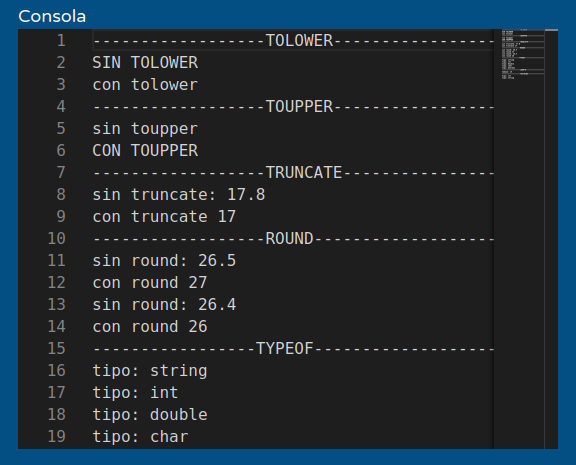 Consola
1 ------------------TOLOWER-----------------
2 SIN TOLOWER
3 con tolower
4 ------------------TOUPPER-----------------
5 sin toupper
6 CON TOUPPER
7 ------------------TRUNCATE----------------
8 sin truncate: 17.8
9 con truncate 17
10 ------------------ROUND-------------------
11 sin round: 26.5
12 con round 27
13 sin round: 26.4
14 con round 26
15 -----------------TYPEOF-------------------
16 tipo: string
17 tipo: int
18 tipo: double
19 tipo: char